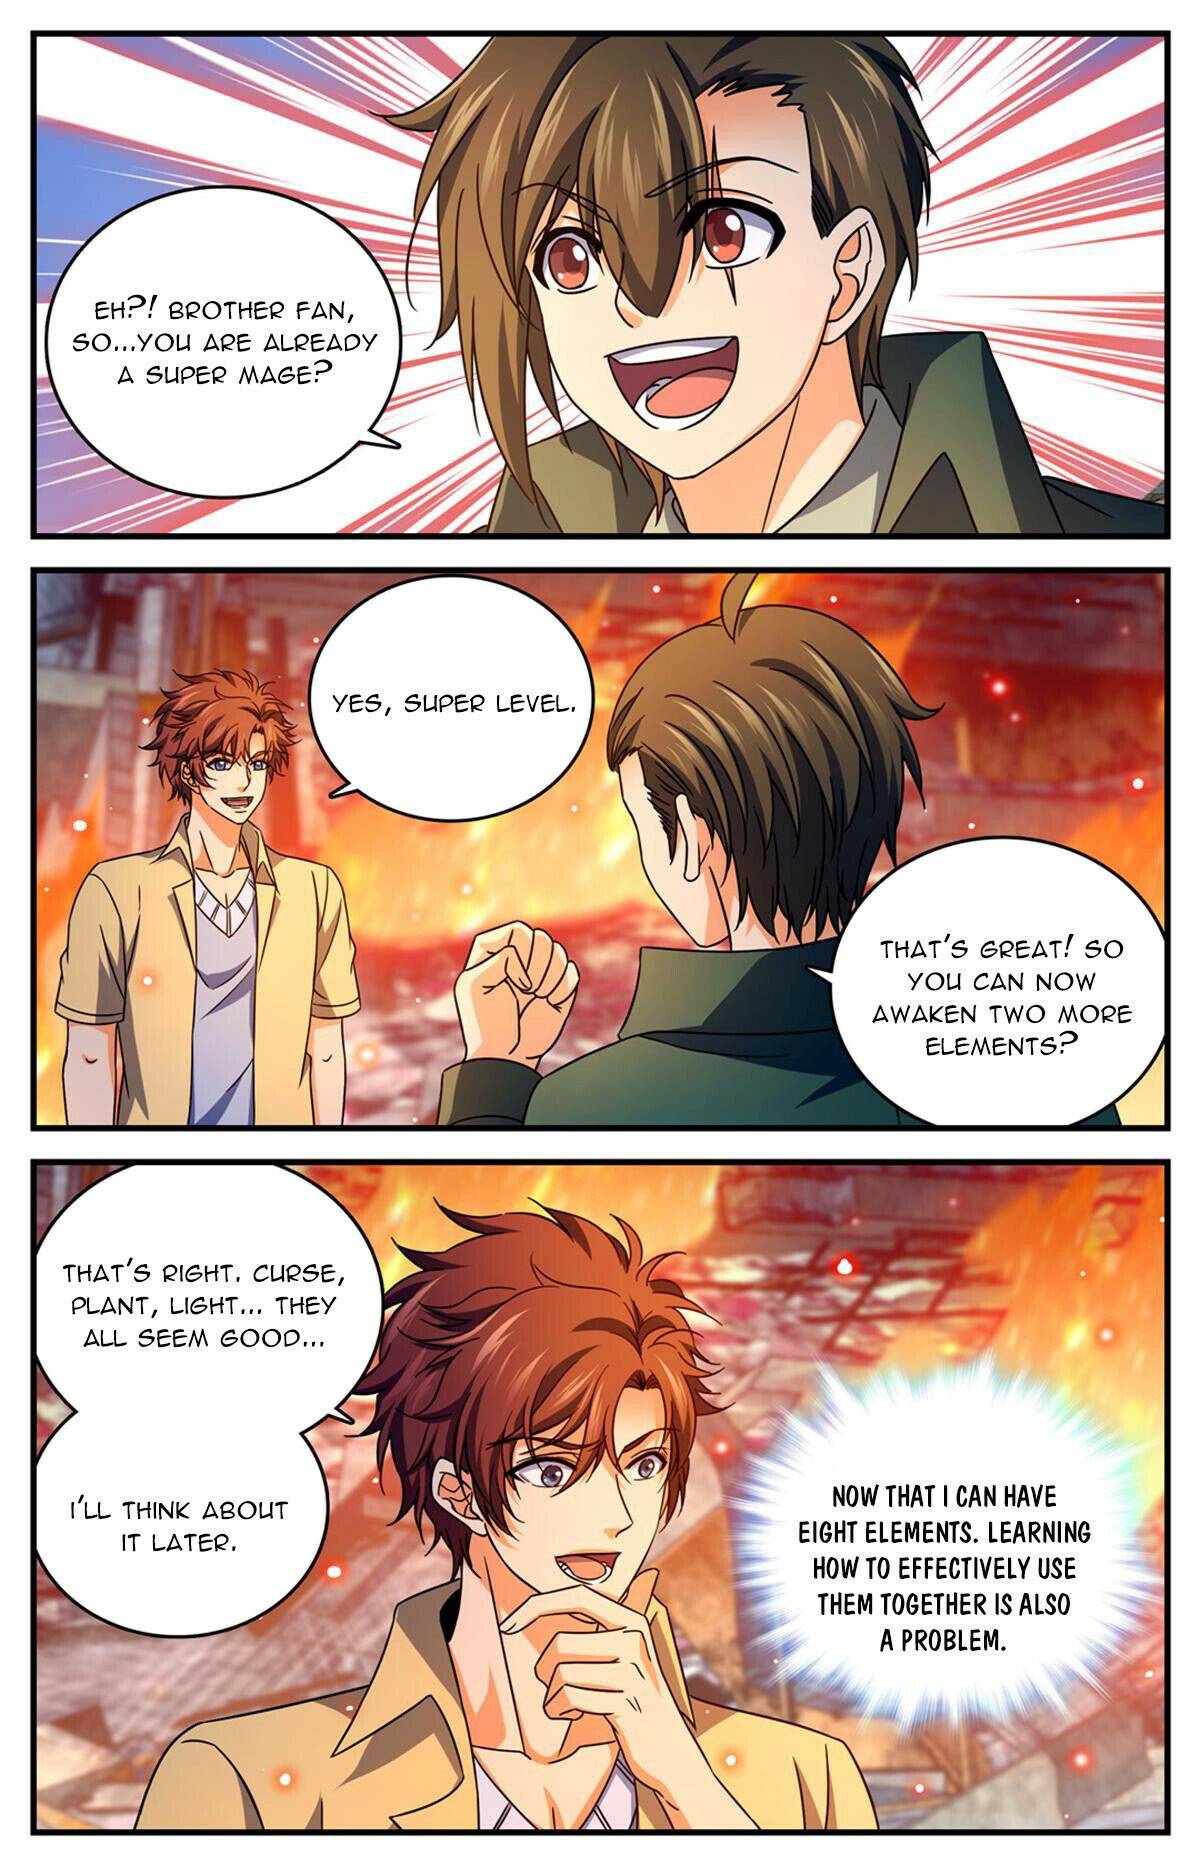 EH?! BROTHER FAN,
SO...YOU ARE ALREADY
A SUPER MAGE?
YES, SUPER LEVEL.
THAT'S GREAT! SO
YOU CAN NOW
AWAKEN TWO MORE
ELEMENTS?
THAT'S RIGHT. CURSE,
PLANT, LIGHT... THEY
ALL SEEM GOOD...
I'LL THINK ABOUT
IT LATER.
NOW THAT I CAN HAVE
EIGHT ELEMENTS. LEARNING
HOW TO EFFECTIVELY USE
THEM TOGETHER IS ALSO
A PROBLEM.